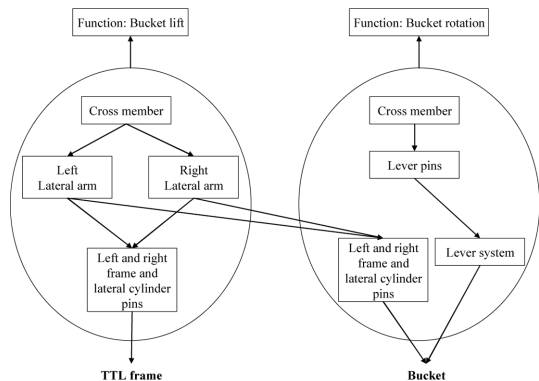 Function: Bucket lift
Function: Bucket rotation
Cross member
Left
Lateral arm
Right
Lateral arm
Left and right
frame and
lateral cylinder
pins
TTL frame
Cross member
Lever pins
Left and right
frame and
lateral cylinder
pins
Lever system
Bucket